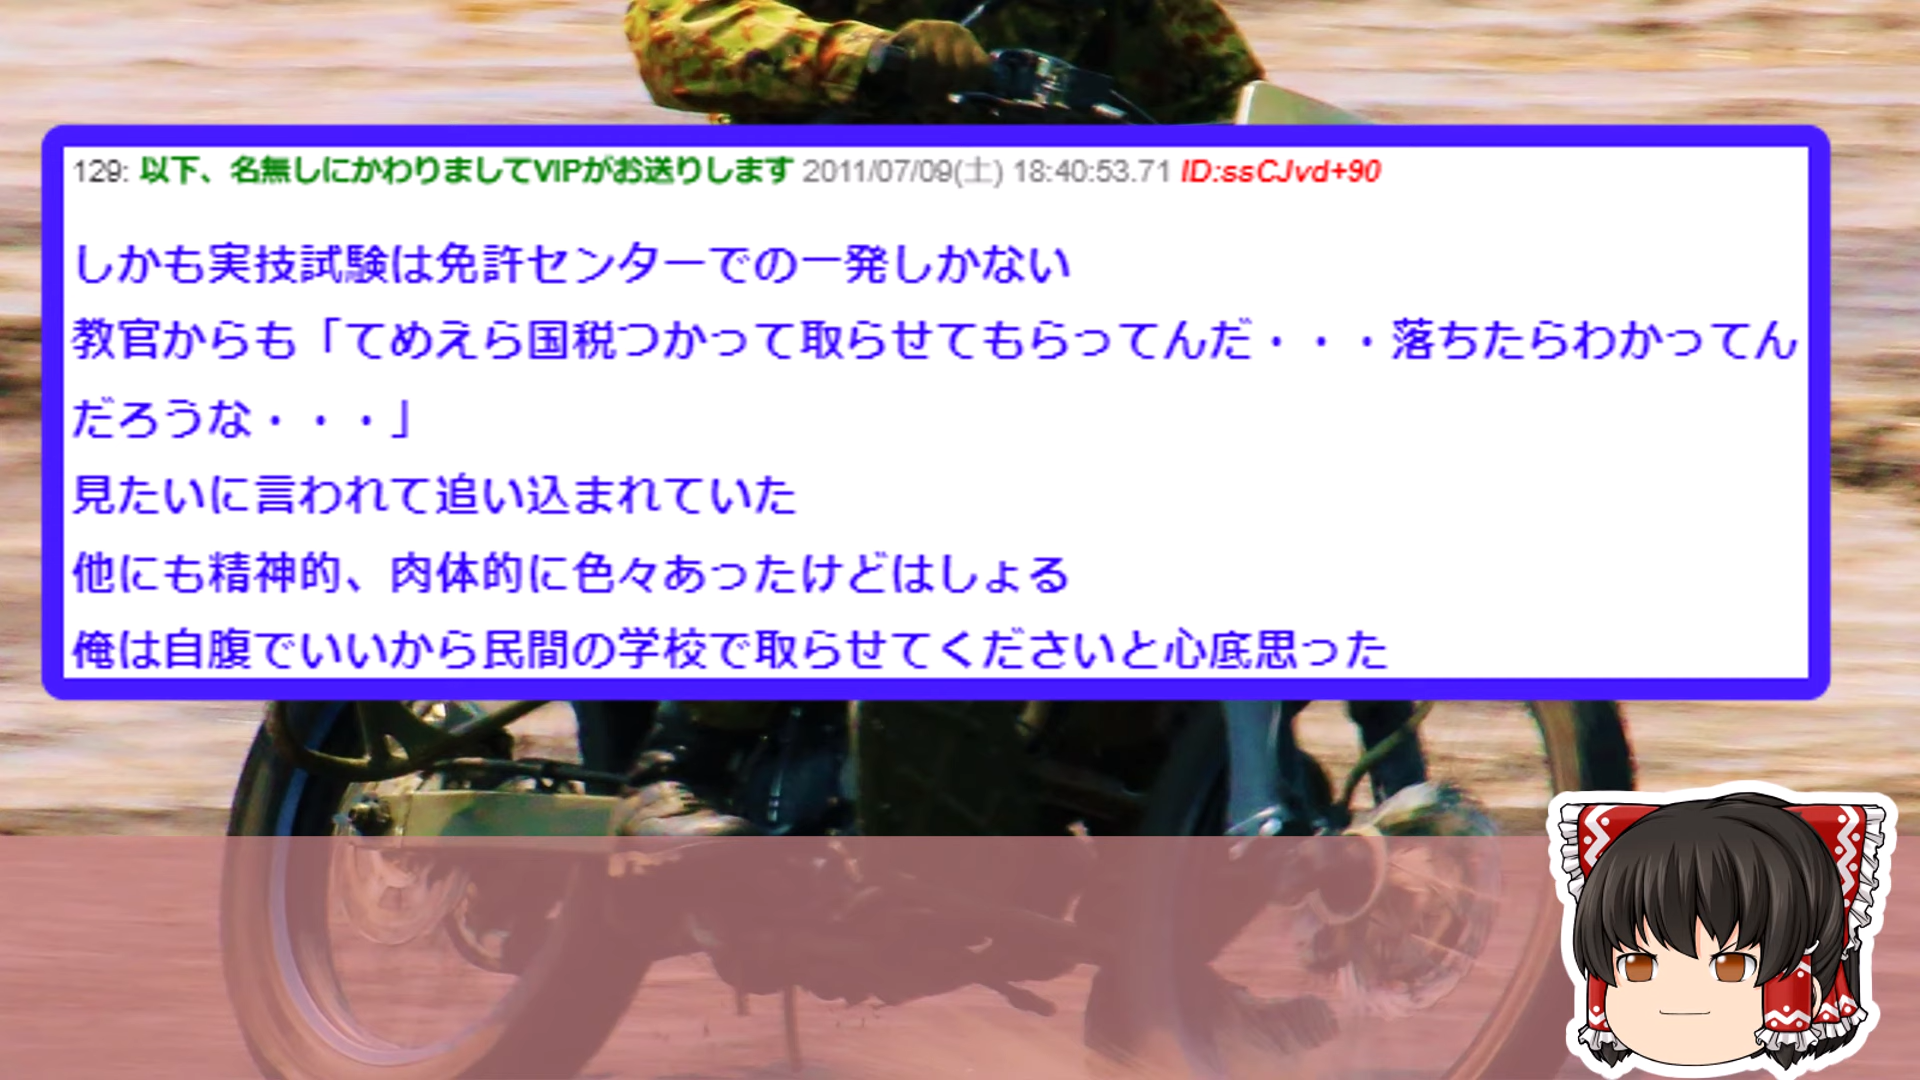 129: 以下、名無しにかわりましてVIPがお送りします 2011/07/09(土) 18:40:53.71 ID:ssCJvd+90
しかも実技試験は免許センターでの一発しかない
教官からも「てめえら国税つかって取らせてもらってんだ・・・落ちたらわかってん
だろうな・・・」
見たいに言われて追い込まれていた
他にも精神的、肉体的に色々あったけどはしょる
俺は自腹でいいから民間の学校で取らせてくださいと心底思った